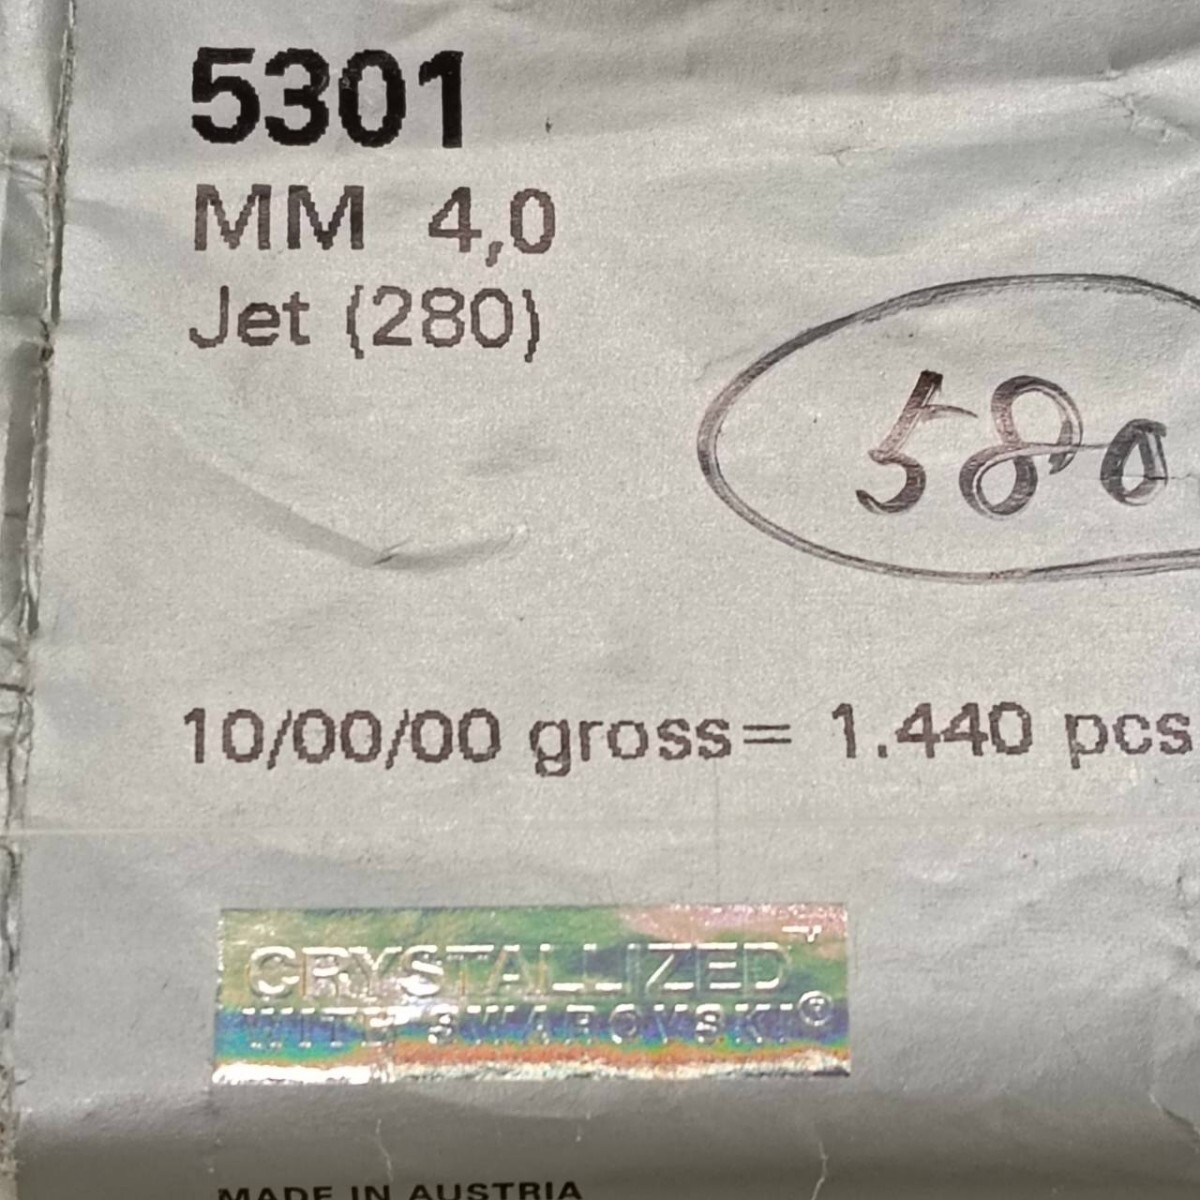 5301
MM 4,0
Jet (280)
580
10/00/00 gross= 1.440 pcs
CRYSTALLIZED™
WITH SWAROVSKI®
MADE IN AUSTRIA